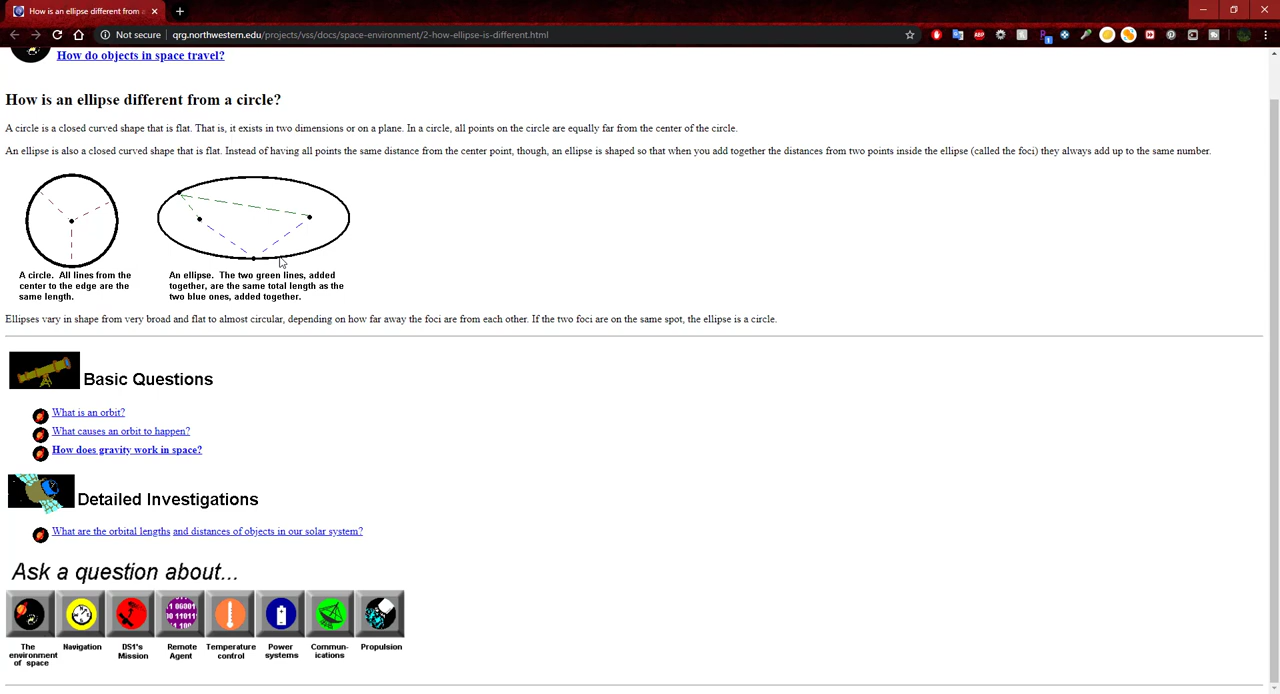 How is an ellipse different from a
Not secure
qrg.northwestern.edu/projects/vss/docs/space-environment/2-how-ellipse-is-different.html
How do objects in space travel?
How is an ellipse different from a circle?
A circle is a closed curved shape that is flat. That is, it exists in two dimensions or on a plane. In a circle, all points on the circle are equally far from the center of the circle.
An ellipse is also a closed curved shape that is flat. Instead of having all points the same distance from the center point, though, an ellipse is shaped so that when you add together the distances from two points inside the ellipse (called the foci) they always add up to the same number.
A circle. All lines from the
center to the edge are the
same length.
An ellipse. The two green lines, added
together, are the same total length as the
two blue ones, added together.
Ellipses vary in shape from very broad and flat to almost circular, depending on how far away the foci are from each other. If the two foci are on the same spot, the ellipse is a circle.
Basic Questions
What is an orbit?
What causes an orbit to happen?
How does gravity work in space?
Detailed Investigations
What are the orbital lengths and distances of objects in our solar system?
Ask a question about...
The
environment
of space
Navigation
DS1's
Mission
Remote
Agent
Temperature
control
Power
systems
Commun-
ications
Propulsion